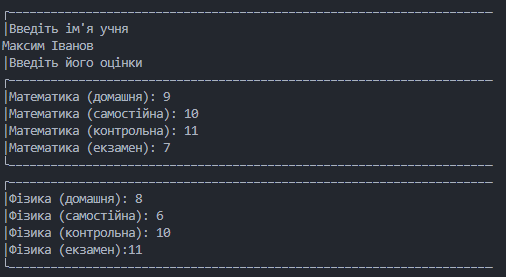 Введіть ім'я учня
Максим Іванов
Введіть його оцінки
Математика (домашня): 9
Математика (самостійна): 10
Математика (контрольна): 11
Математика (екзамен): 7
Фізика (домашня): 8
Фізика (самостійна): 6
Фізика (контрольна): 10
Фізика (екзамен):11